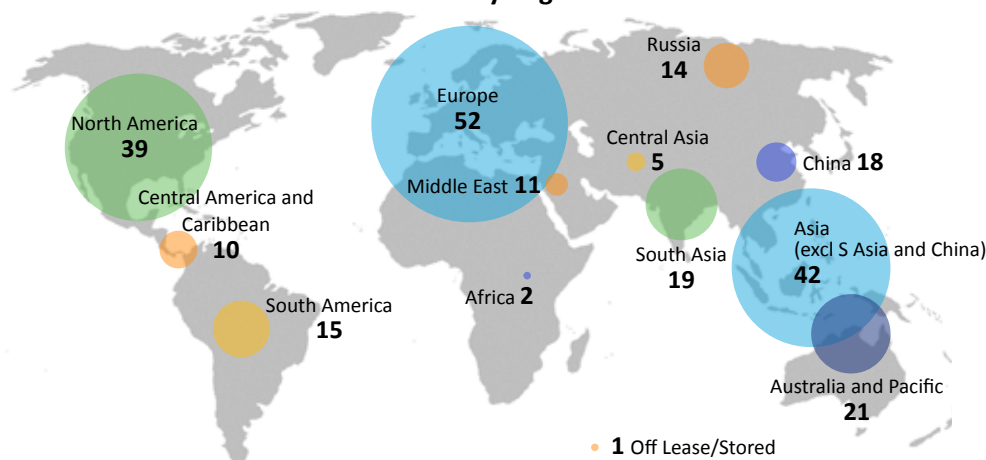 Russia
14
Europe
52
North America
39
Central Asia
5
China 18
Middle East 11
Central America and
Caribbean
10
Asia
(excl S Asia and China)
42
South Asia
19
Africa 2
South America
15
Australia and Pacific
21
1 Off Lease/Stored